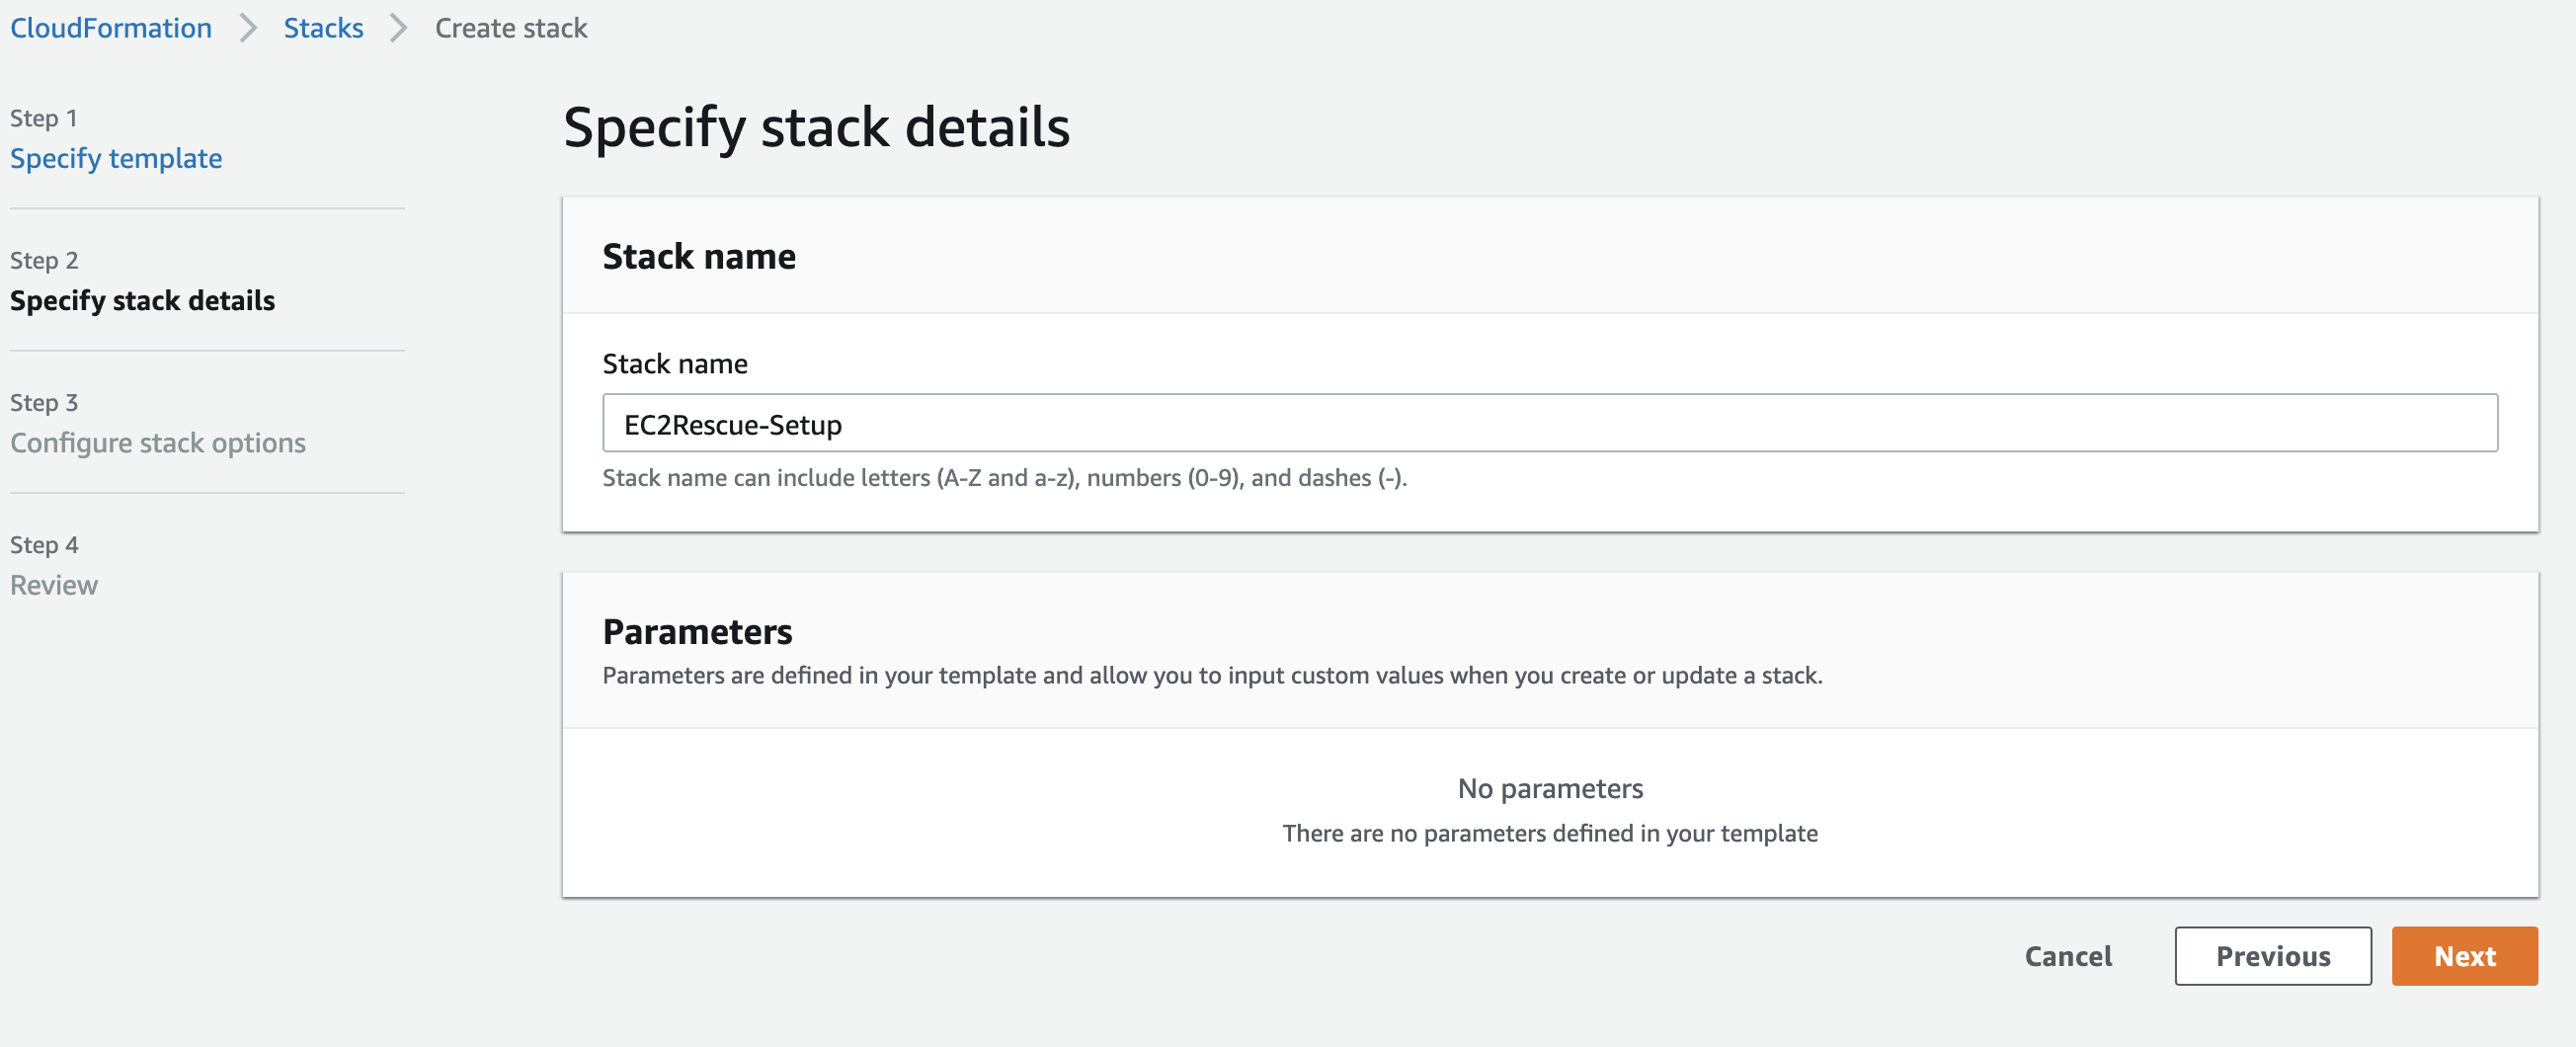 CloudFormation > Stacks > Create stack
Step 1
Specify template
Step 2
Specify stack details
Step 3
Configure stack options
Step 4
Review
Specify stack details
Stack name
Stack name
EC2Rescue-Setup
Stack name can include letters (A-Z and a-z), numbers (0-9), and dashes (-).
Parameters
Parameters are defined in your template and allow you to input custom values when you create or update a stack.
No parameters
There are no parameters defined in your template
Cancel Previous Next